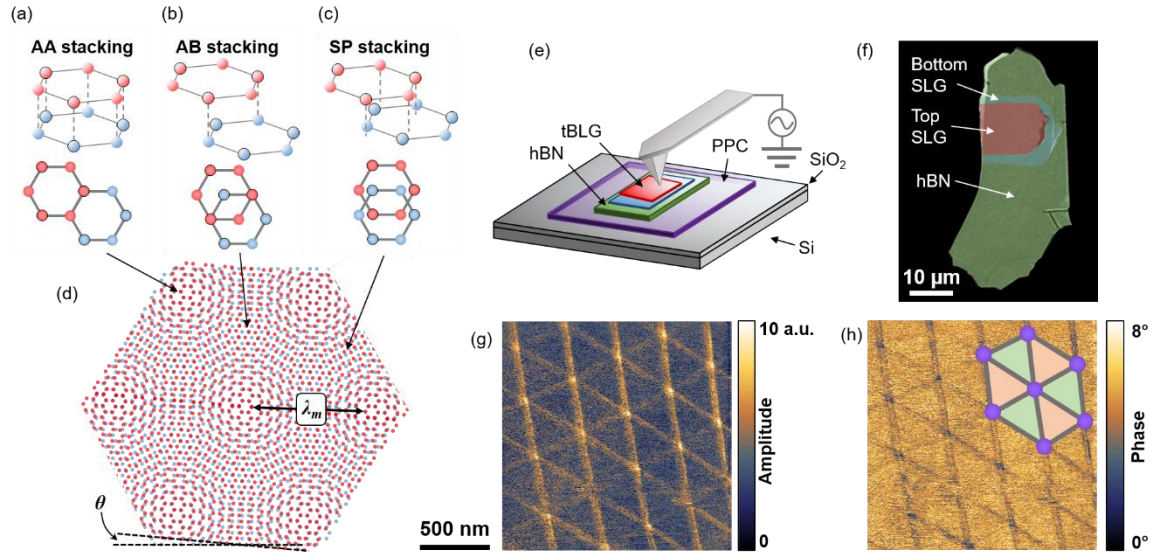 (a)
(b)
(c)
AA stacking
AB stacking
SP stacking
(d)
λm
θ
(e)
tBLG
hBN
PPC
SiO2
Si
(f)
Bottom
SLG
Top
SLG
hBN
10 μm
(g)
10 a.u.
Amplitude
0
500 nm
(h)
8°
Phase
0°